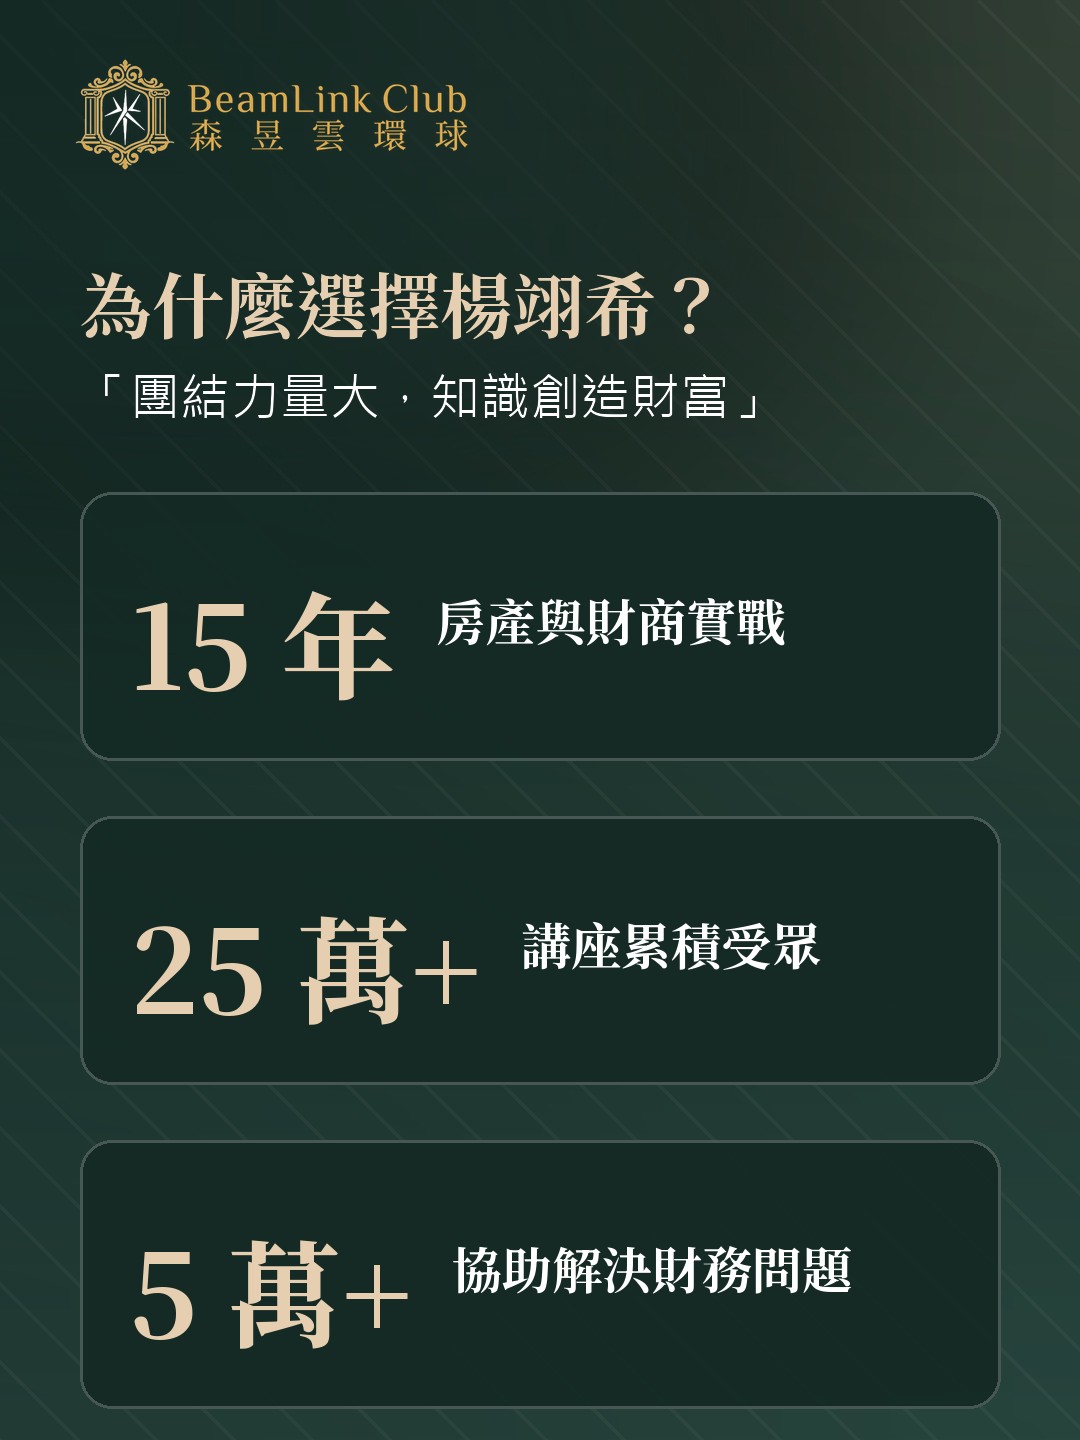 BeamLink Club
森昱雲環球
為什麼選擇楊翊希？
「團結力量大，知識創造財富」
15 年 房產與財商實戰
25 萬+ 講座累積受眾
5 萬+ 協助解決財務問題